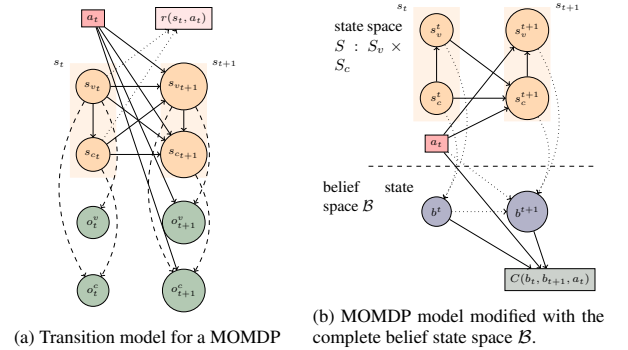 a_t
r(s_t, a_t)
s_t
s_{t+1}
s_{v_t}
s_{v_{t+1}}
s_{c_t}
s_{c_{t+1}}
o_t^v
o_{t+1}^v
o_t^c
o_{t+1}^c
(a) Transition model for a MOMDP
s_t
s_{t+1}
state space
S : S_v ×
S_c
s_v^t
s_v^{t+1}
s_c^t
s_c^{t+1}
a_t
belief state
space B
b^t
b^{t+1}
C(b_t, b_{t+1}, a_t)
(b) MOMDP model modified with the
complete belief state space B.